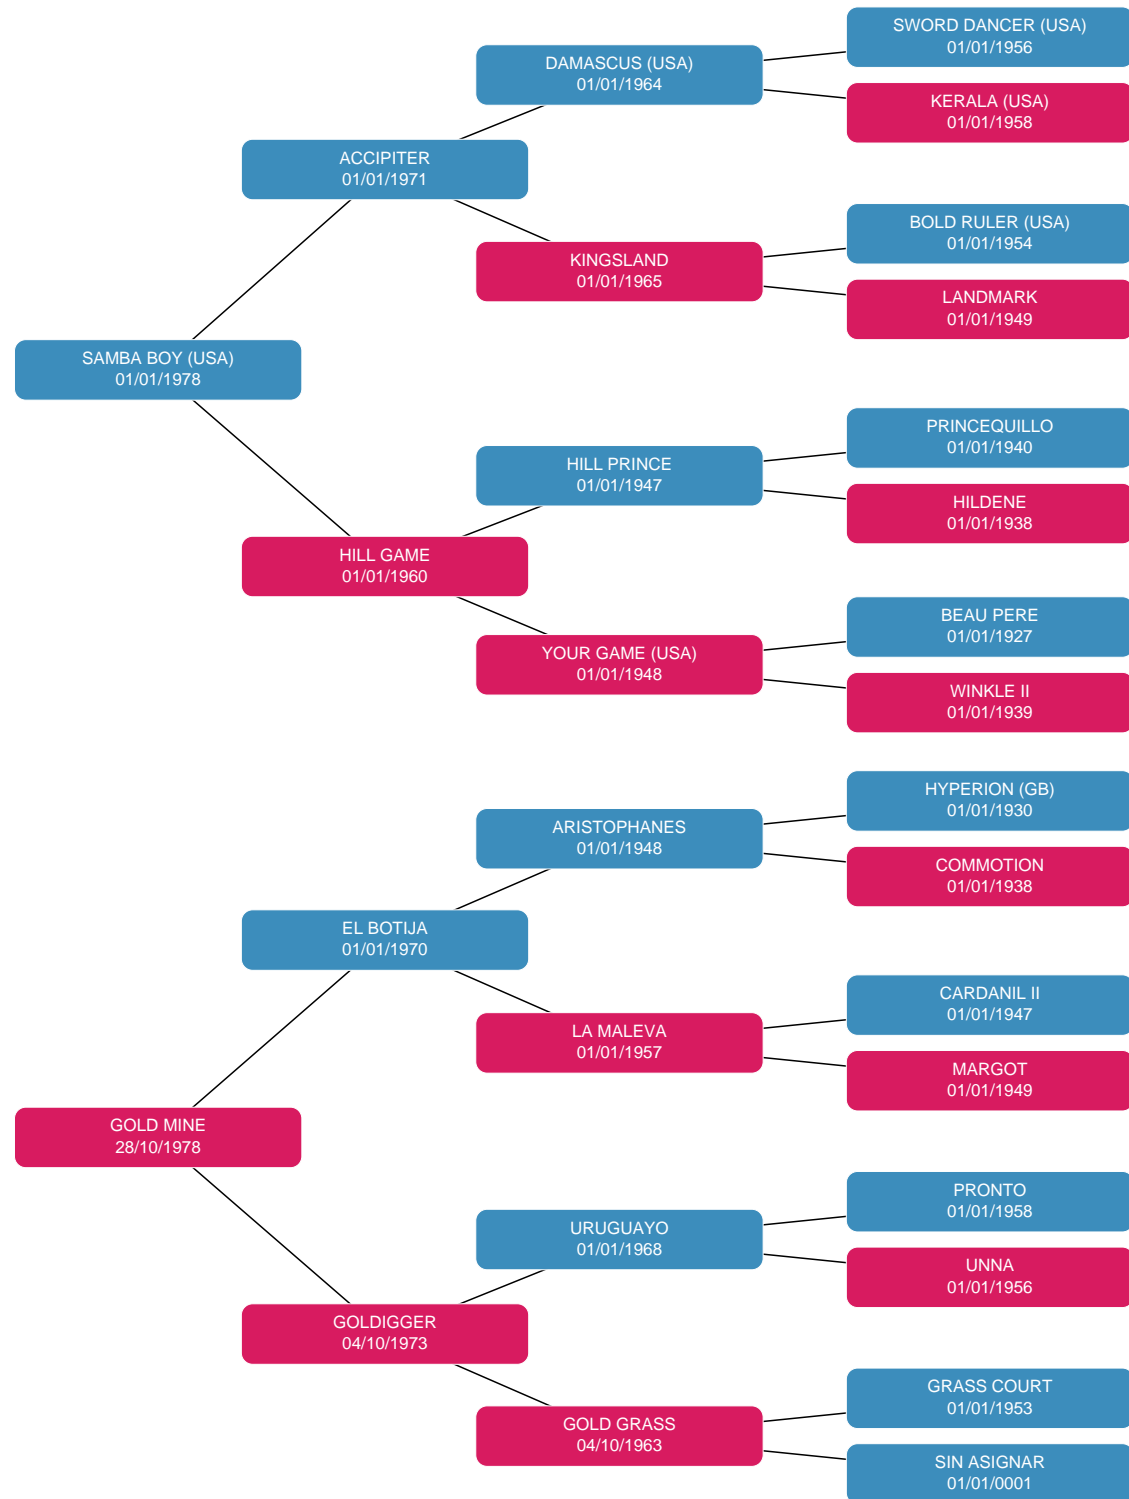 SWORD DANCER (USA)
01/01/1956
DAMASCUS (USA)
01/01/1964
KERALA (USA)
01/01/1958
ACCIPITER
01/01/1971
BOLD RULER (USA)
01/01/1954
KINGSLAND
01/01/1965
LANDMARK
01/01/1949
SAMBA BOY (USA)
01/01/1978
PRINCEQUILLO
01/01/1940
HILL PRINCE
01/01/1947
HILDENE
01/01/1938
HILL GAME
01/01/1960
BEAU PERE
01/01/1927
YOUR GAME (USA)
01/01/1948
WINKLE II
01/01/1939
HYPERION (GB)
01/01/1930
ARISTOPHANES
01/01/1948
COMMOTION
01/01/1938
EL BOTIJA
01/01/1970
CARDANIL II
01/01/1947
LA MALEVA
01/01/1957
MARGOT
01/01/1949
GOLD MINE
28/10/1978
PRONTO
01/01/1958
URUGUAYO
01/01/1968
UNNA
01/01/1956
GOLDIGGER
04/10/1973
GRASS COURT
01/01/1953
GOLD GRASS
04/10/1963
SIN ASIGNAR
01/01/0001